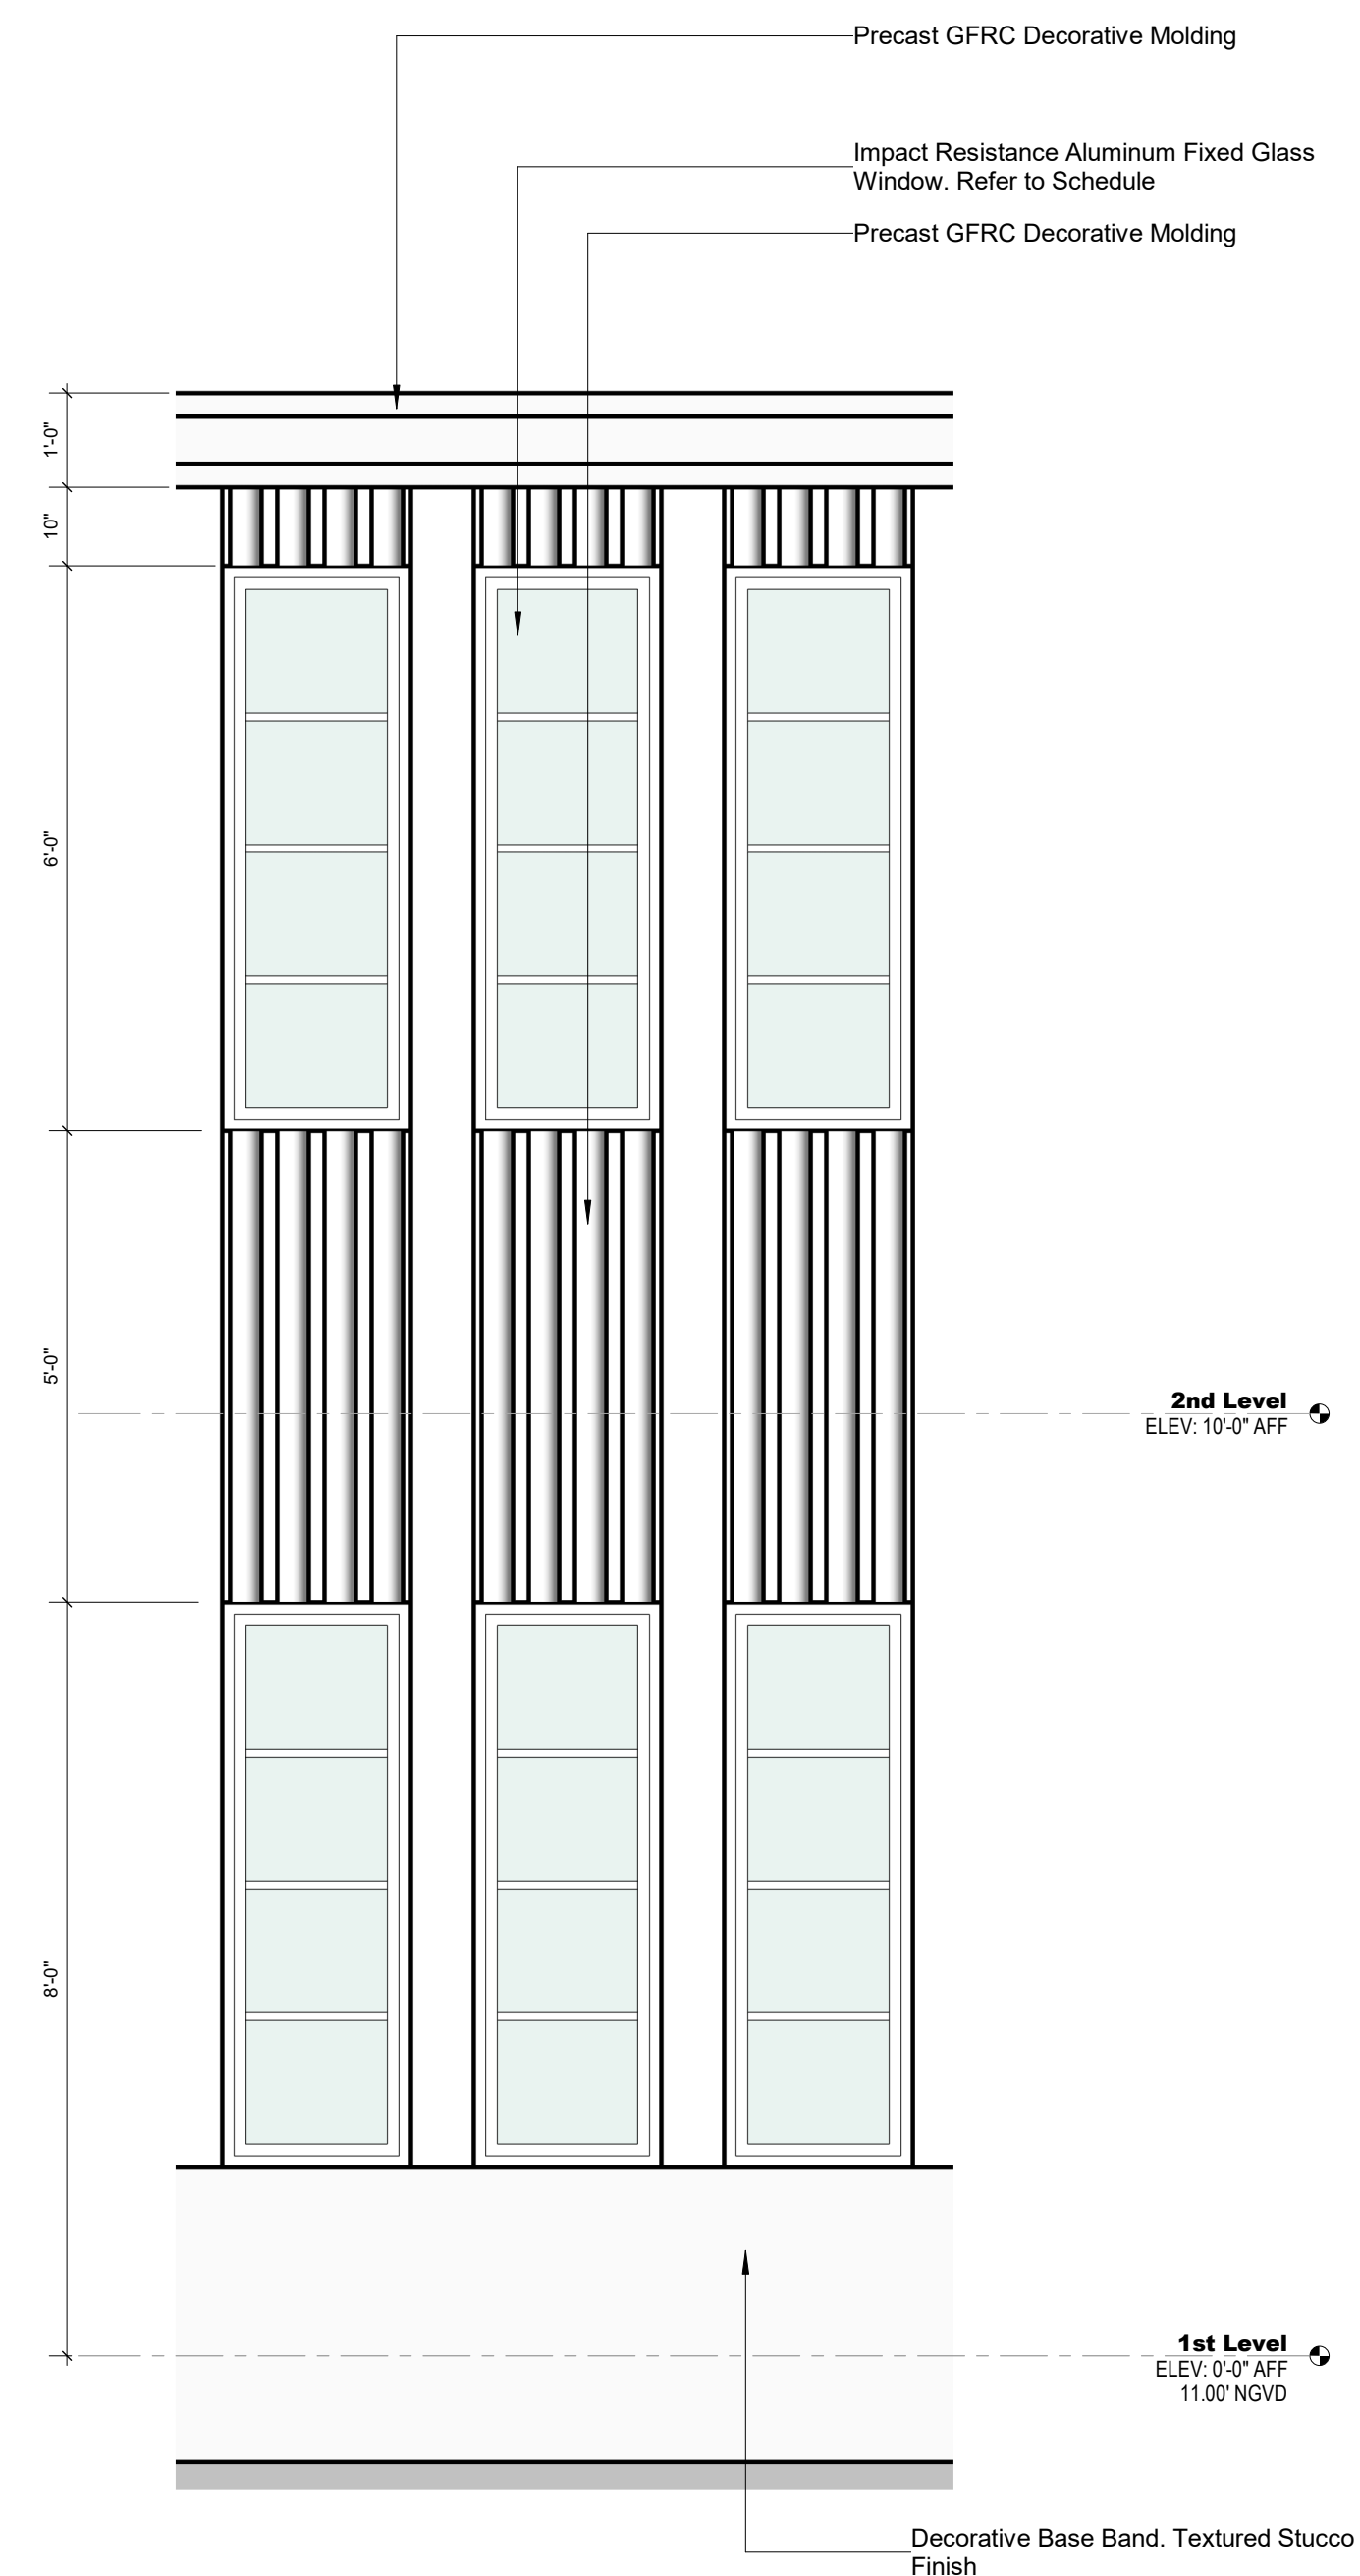 Precast GFRC Decorative Molding
Impact Resistance Aluminum Fixed Glass
Window. Refer to Schedule
Precast GFRC Decorative Molding
1'-0"
10"
6'-0"
5'-0"
2nd Level
ELEV: 10'-0" AFF
8'-0"
1st Level
ELEV: 0'-0" AFF
11.00' NGVD
Decorative Base Band. Textured Stucco
Finish